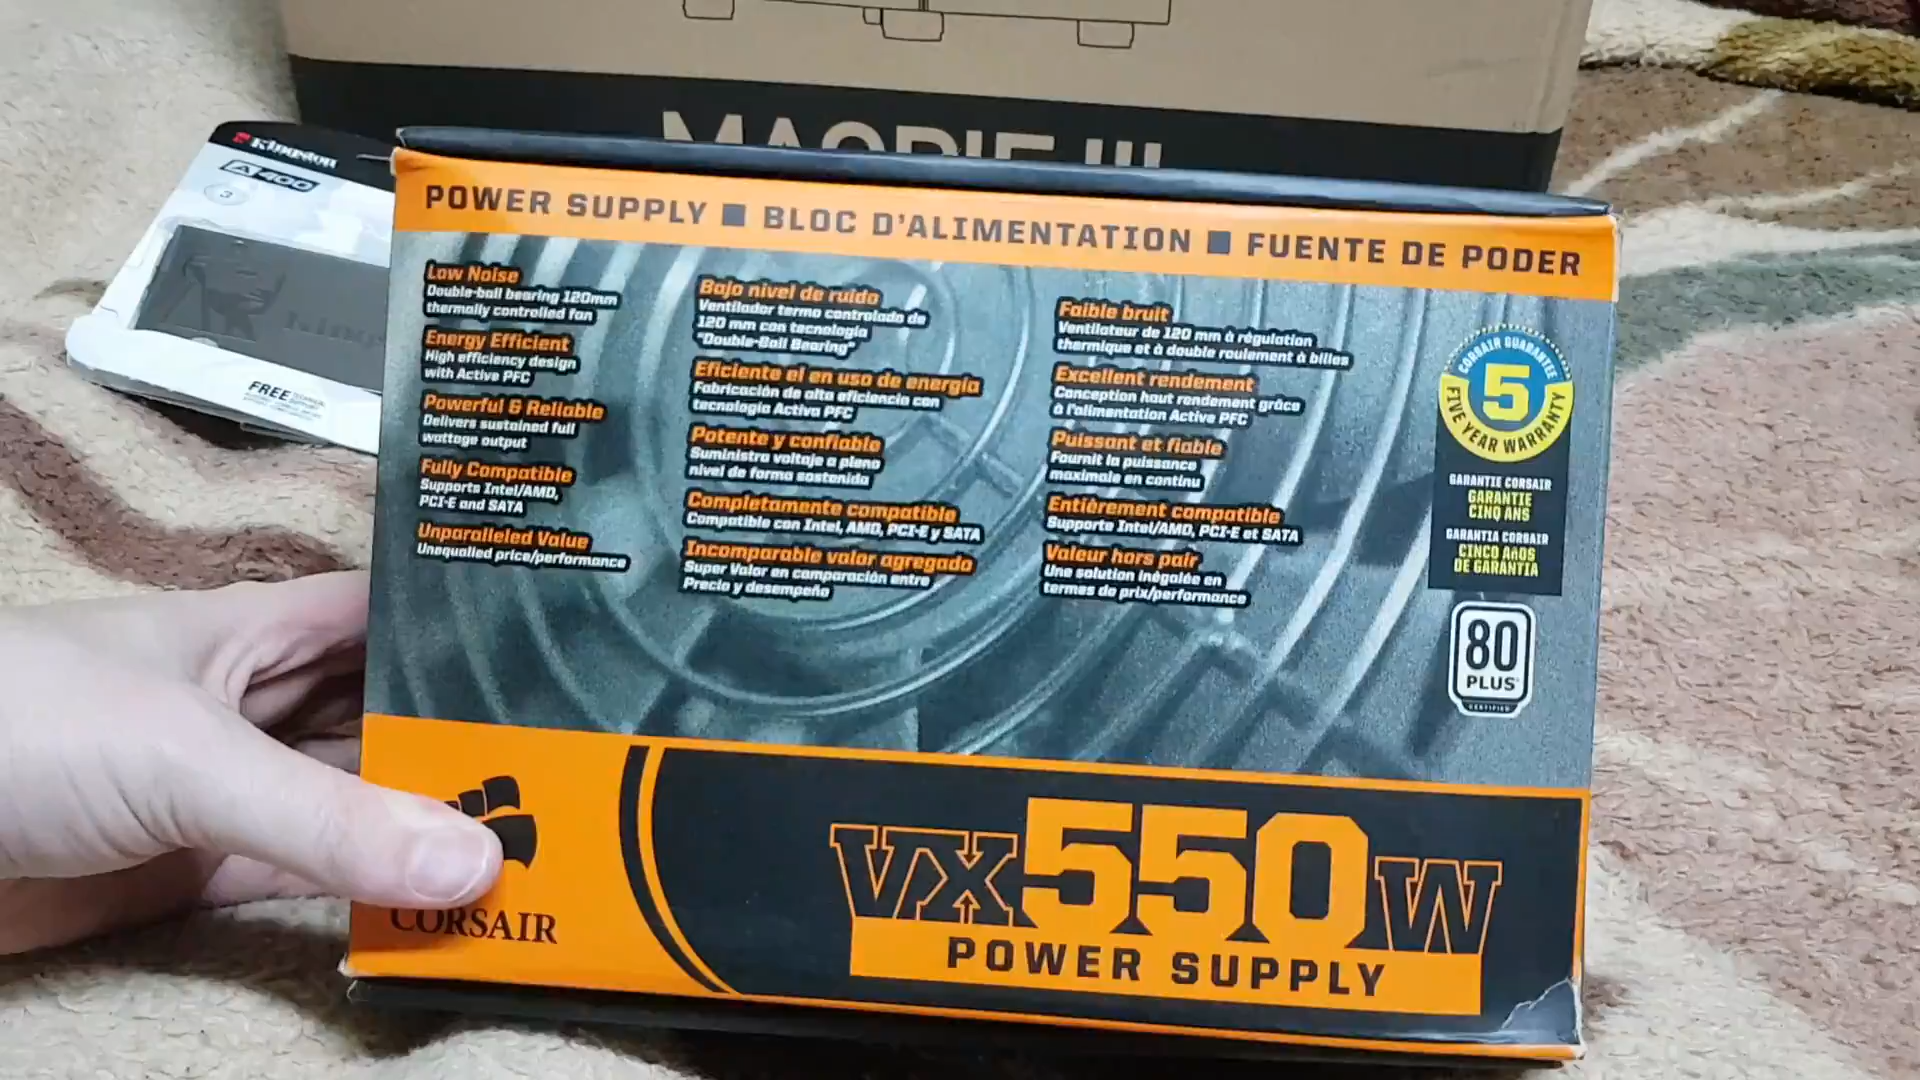 MAGPIE III
Kingston
A400
3
FREE TECHNICAL SUPPORT
POWER SUPPLY ■ BLOC D'ALIMENTATION ■ FUENTE DE PODER
Low Noise
Double-ball bearing 120mm
thermally controlled fan
Energy Efficient
High efficiency design
with Active PFC
Powerful & Reliable
Delivers sustained full
wattage output
Fully Compatible
Supports Intel/AMD,
PCI-E and SATA
Unparalleled Value
Unequalled price/performance
Bajo nivel de ruido
Ventilador termo controlado de
120 mm con tecnologia
"Double-Ball Bearing"
Eficiente el en uso de energía
Fabricación de alta eficiencia con
tecnologia Activa PFC
Potente y confiable
Suministra voltaje a pleno
nivel de forma sostenida
Completamente compatible
Compatible con Intel, AMD, PCI-E y SATA
Incomparable valor agregado
Super Valor en comparación entre
Precio y desempeño
Faible bruit
Ventilateur de 120 mm à régulation
thermique et à double roulement à billes
Excellent rendement
Conception haut rendement grâce
à l'alimentation Active PFC
Puissant et fiable
Fournit la puissance
maximale en continu
Entièrement compatible
Supporte Intel/AMD, PCI-E et SATA
Valeur hors pair
Une solution inégalée en
termes de prix/performance
CORSAIR GUARANTEE
5
FIVE YEAR WARRANTY
GARANTIE CORSAIR
GARANTIE
CINQ ANS
GARANTIA CORSAIR
CINCO AñOS
DE GARANTIA
80
PLUS
CERTIFIED
CORSAIR
VX550W
POWER SUPPLY